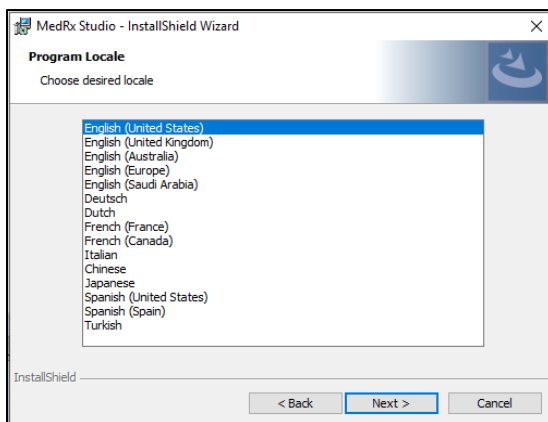 MedRx Studio - InstallShield Wizard
Program Locale
Choose desired locale
English (United States)
English (United Kingdom)
English (Australia)
English (Europe)
English (Saudi Arabia)
Deutsch
Dutch
French (France)
French (Canada)
Italian
Chinese
Japanese
Spanish (United States)
Spanish (Spain)
Turkish
InstallShield
< Back Next > Cancel